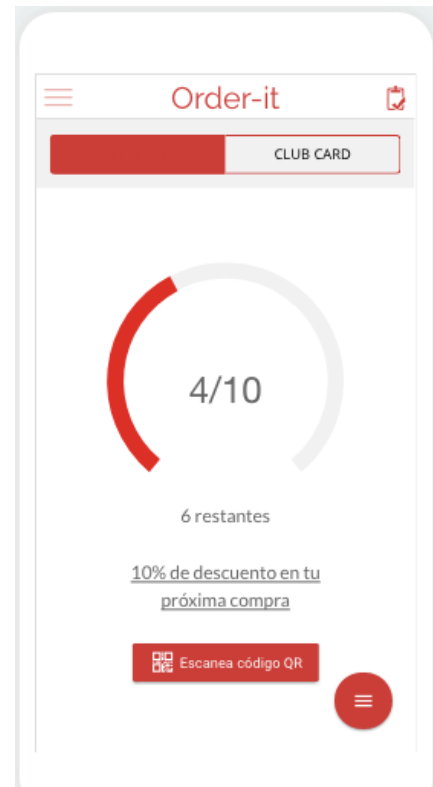 Order-it
CLUB CARD
4/10
6 restantes
10% de descuento en tu
próxima compra
Escanea código QR